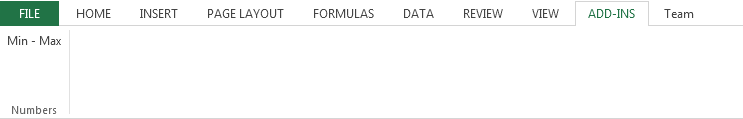 FILE HOME INSERT PAGE LAYOUT FORMULAS DATA REVIEW VIEW ADD-INS Team
Min - Max
Numbers